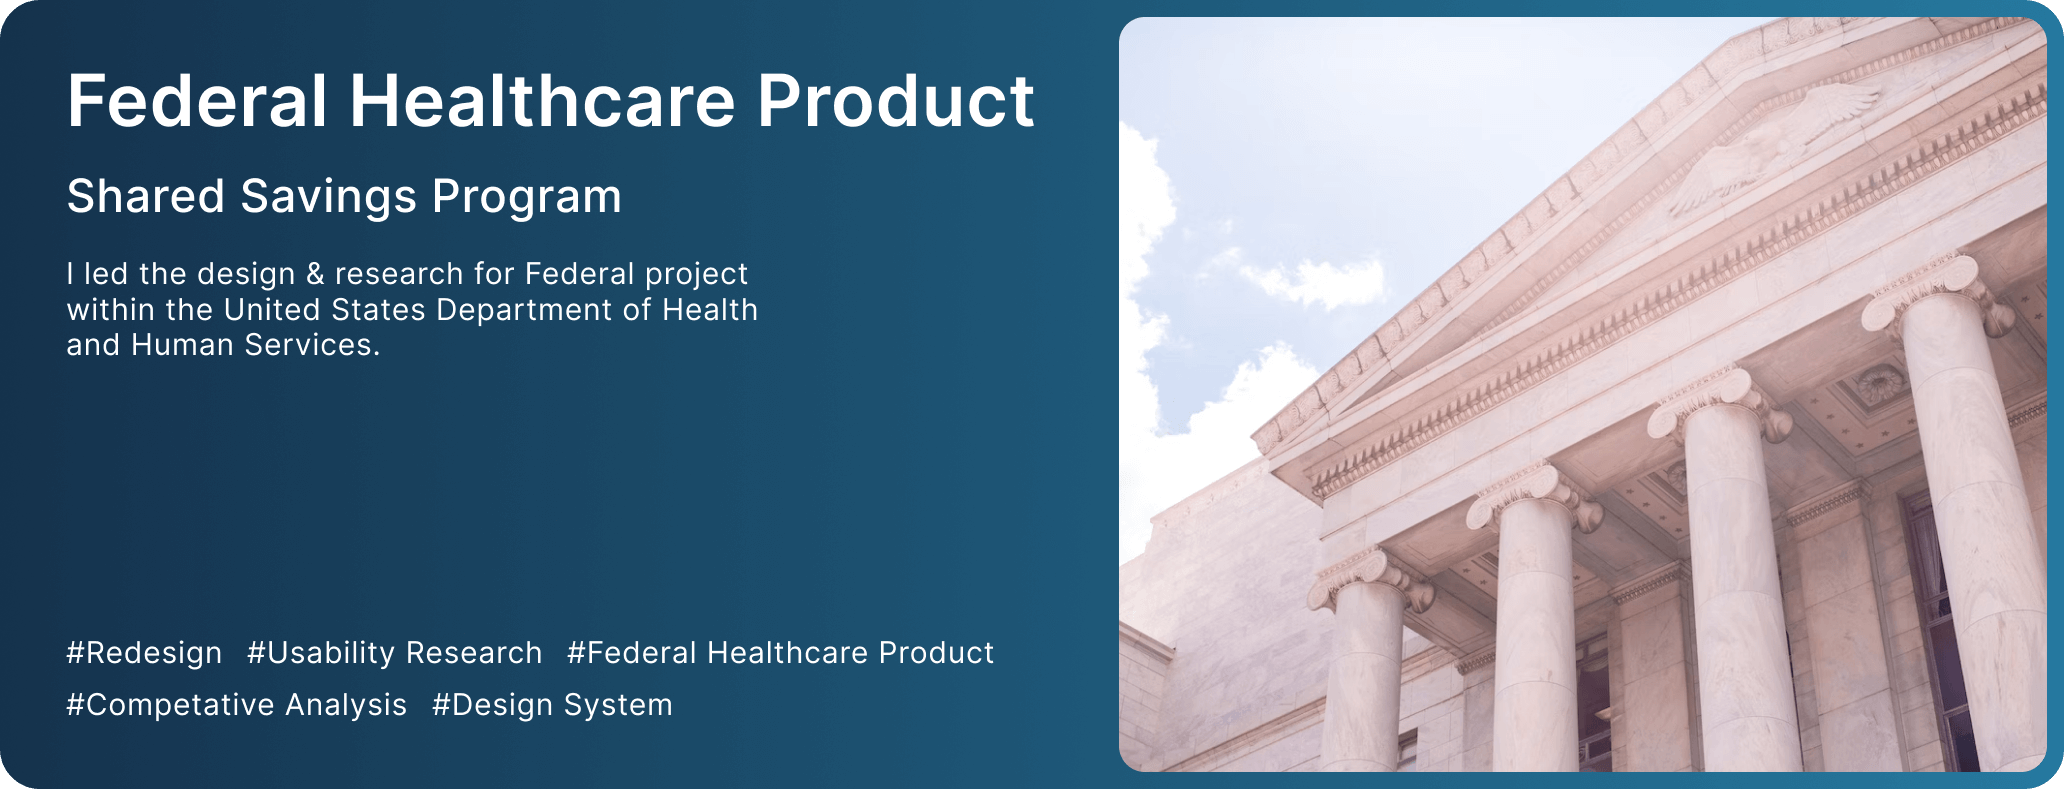 Federal Healthcare Product
Shared Savings Program
I led the design & research for Federal project
within the United States Department of Health
and Human Services.
#Redesign #Usability Research #Federal Healthcare Product
#Competative Analysis #Design System